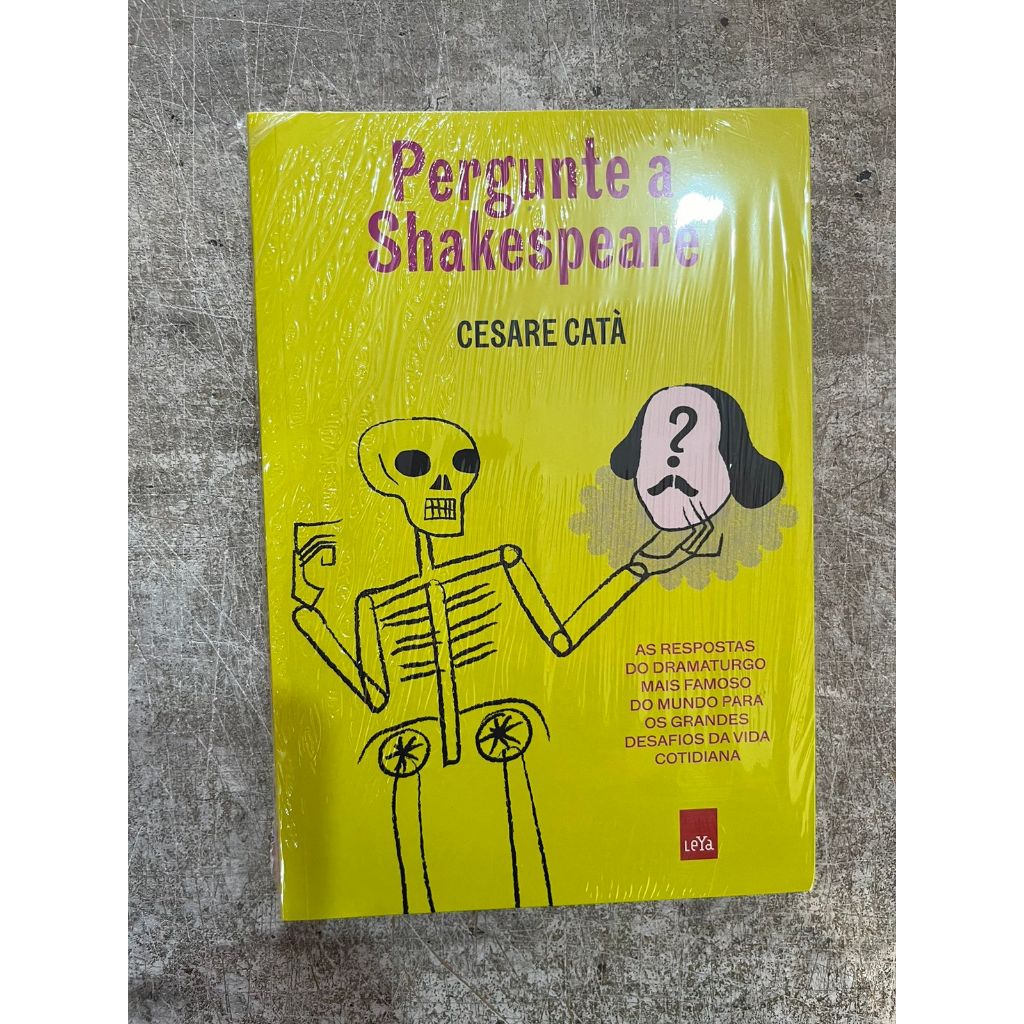 Pergunte a
Shakespeare
CESARE CATÀ
?
AS RESPOSTAS
DO DRAMATURGO
MAIS FAMOSO
DO MUNDO PARA
OS GRANDES
DESAFIOS DA VIDA
COTIDIANA
LeYa